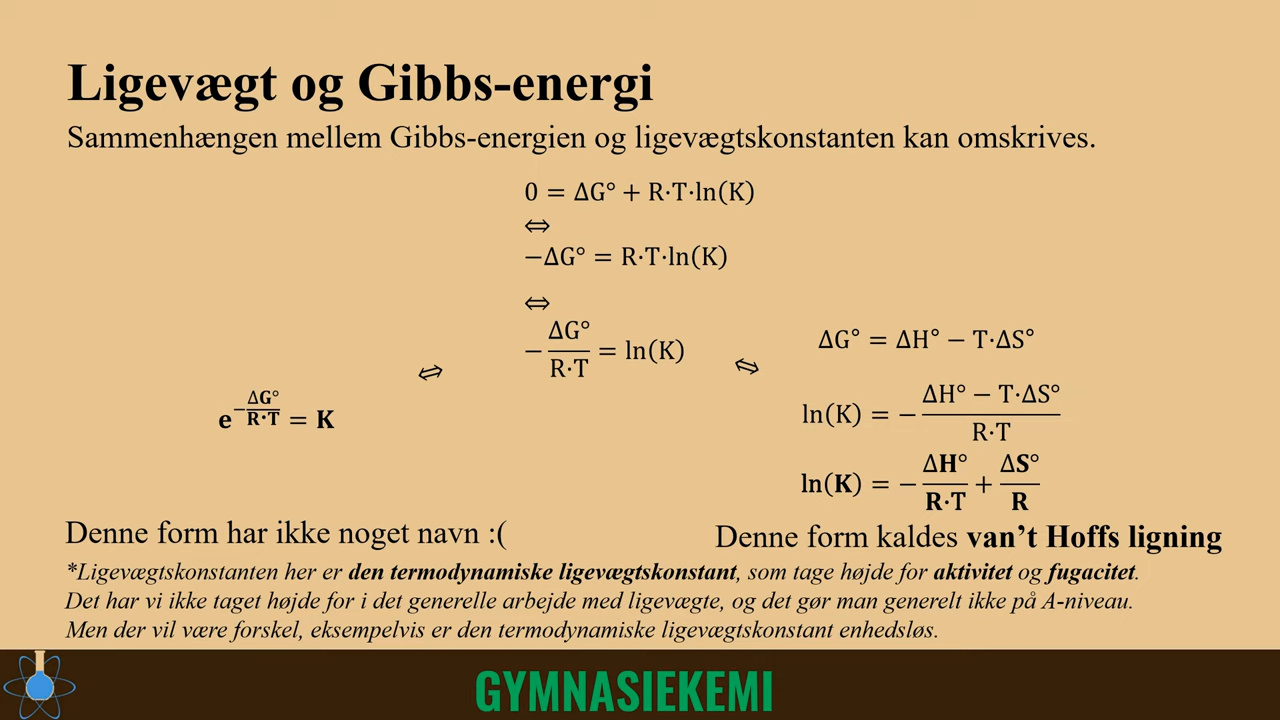 Ligevægt og Gibbs-energi
Sammenhængen mellem Gibbs-energien og ligevægtskonstanten kan omskrives.
0 = ΔG° + R·T·ln(K)
⇔
−ΔG° = R·T·ln(K)
⇔
−ΔG°/R·T = ln(K)
⇔
e^−ΔG°/R·T = K
Denne form har ikke noget navn :(
⇔
ΔG° = ΔH° − T·ΔS°
ln(K) = −ΔH° − T·ΔS°/R·T
ln(K) = −ΔH°/R·T + ΔS°/R
Denne form kaldes van’t Hoffs ligning
*Ligevægtskonstanten her er den termodynamiske ligevægtskonstant, som tage højde for aktivitet og fugacitet.
Det har vi ikke taget højde for i det generelle arbejde med ligevægte, og det gør man generelt ikke på A-niveau.
Men der vil være forskel, eksempelvis er den termodynamiske ligevægtskonstant enhedsløs.
GYMNASIEKEMI